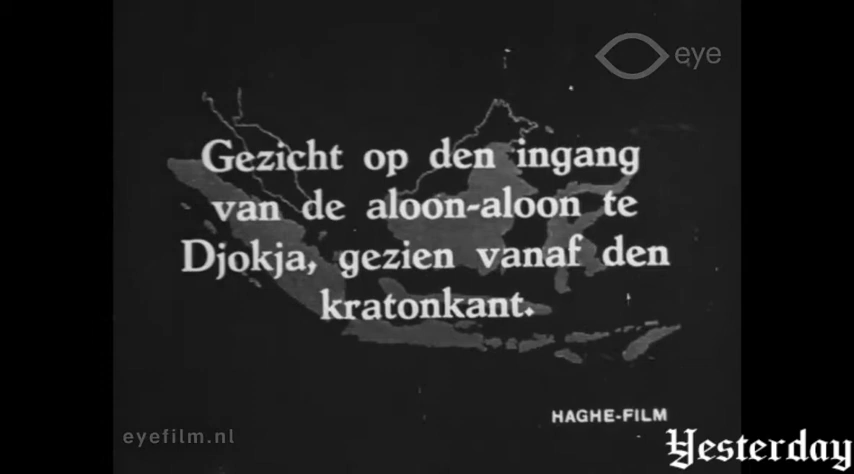 eye
Gezicht op den ingang
van de aloon-aloon te
Djokja, gezien vanaf den
kratonkant.
HAGHE-FILM
eyefilm.nl
Yesterday